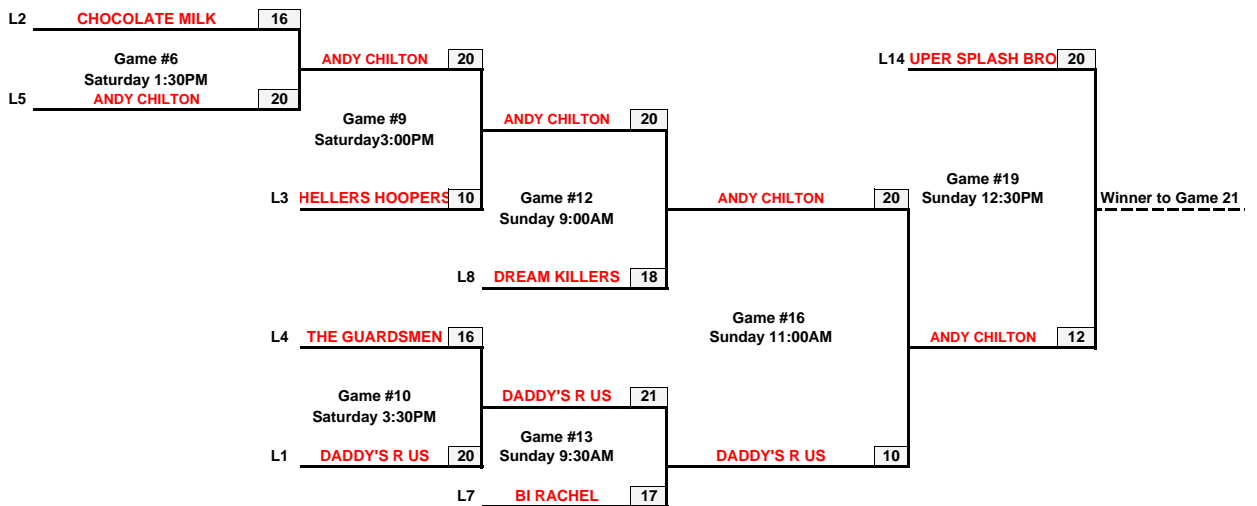 L2 CHOCOLATE MILK 16
Game #6
Saturday 1:30PM
L5 ANDY CHILTON 20
ANDY CHILTON 20
Game #9
Saturday3:00PM
L3 HELLERS HOOPERS 10
ANDY CHILTON 20
Game #12
Sunday 9:00AM
L8 DREAM KILLERS 18
L4 THE GUARDSMEN 16
Game #10
Saturday 3:30PM
L1 DADDY'S R US 20
DADDY'S R US 21
Game #13
Sunday 9:30AM
L7 BI RACHEL 17
ANDY CHILTON 20
Game #16
Sunday 11:00AM
DADDY'S R US 10
L14 UPER SPLASH BRO 20
Game #19
Sunday 12:30PM
ANDY CHILTON 12
Winner to Game 21